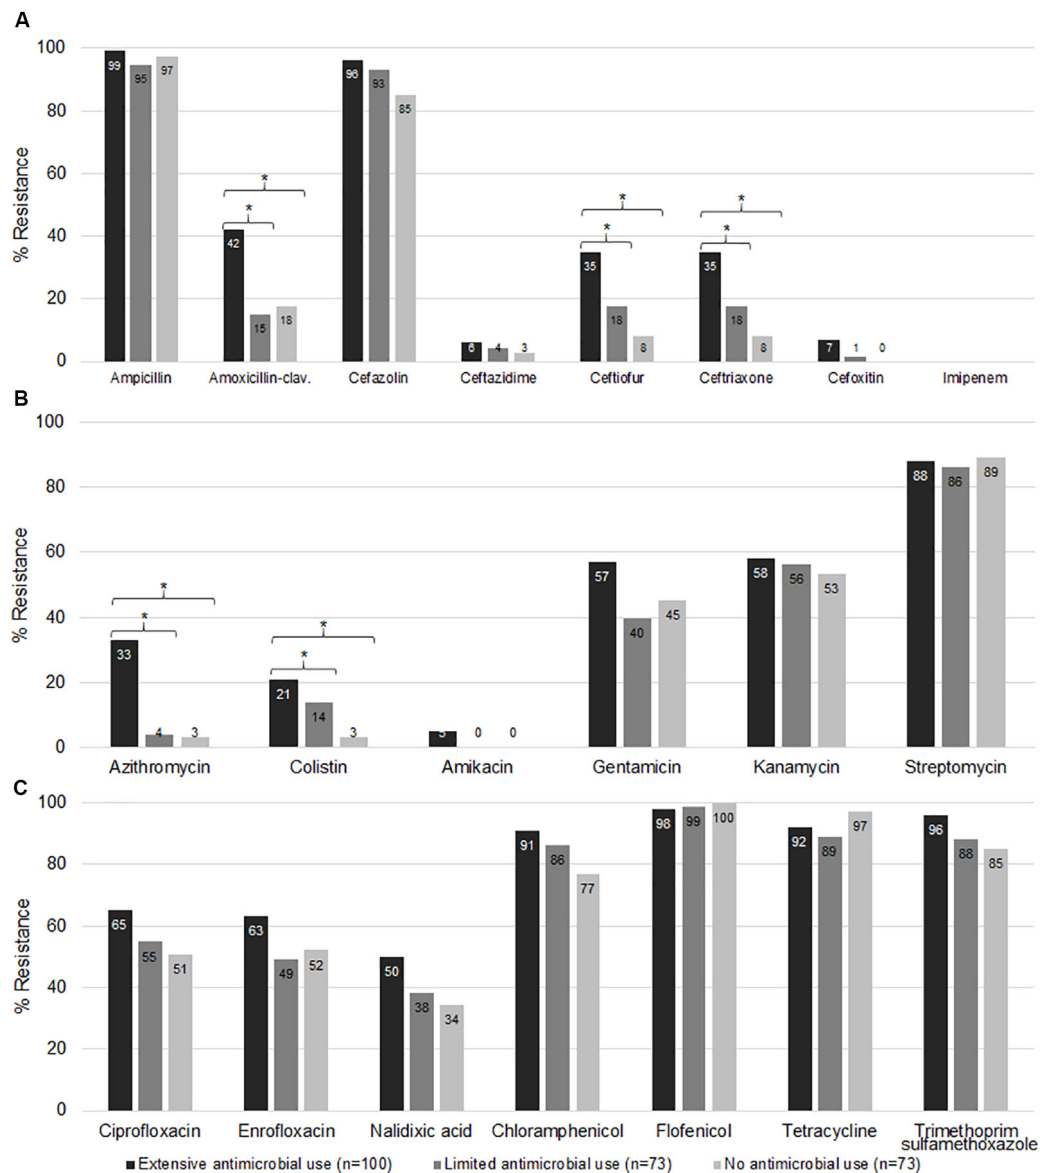 A
% Resistance
100
80
60
40
20
0
99 95 97
42 15 18
96 93 85
6 4 3
35 18 8
35 18 8
7 1 0
* *
* *
* *
Ampicillin Amoxicillin-clav. Cefazolin Ceftazidime Ceftiofur Ceftriaxone Cefoxitin Imipenem
B
% Resistance
100
80
60
40
20
0
33 4 3
21 14 3
5 0 0
57 40 45
58 56 53
88 86 89
* *
* *
Azithromycin Colistin Amikacin Gentamicin Kanamycin Streptomycin
C
% Resistance
100
80
60
40
20
0
65 55 51
63 49 52
50 38 34
91 86 77
98 99 100
92 89 97
96 88 85
Ciprofloxacin Enrofloxacin Nalidixic acid Chloramphenicol Flofenicol Tetracycline Trimethoprim
sulfamethoxazole
Extensive antimicrobial use (n=100) Limited antimicrobial use (n=73) No antimicrobial use (n=73)